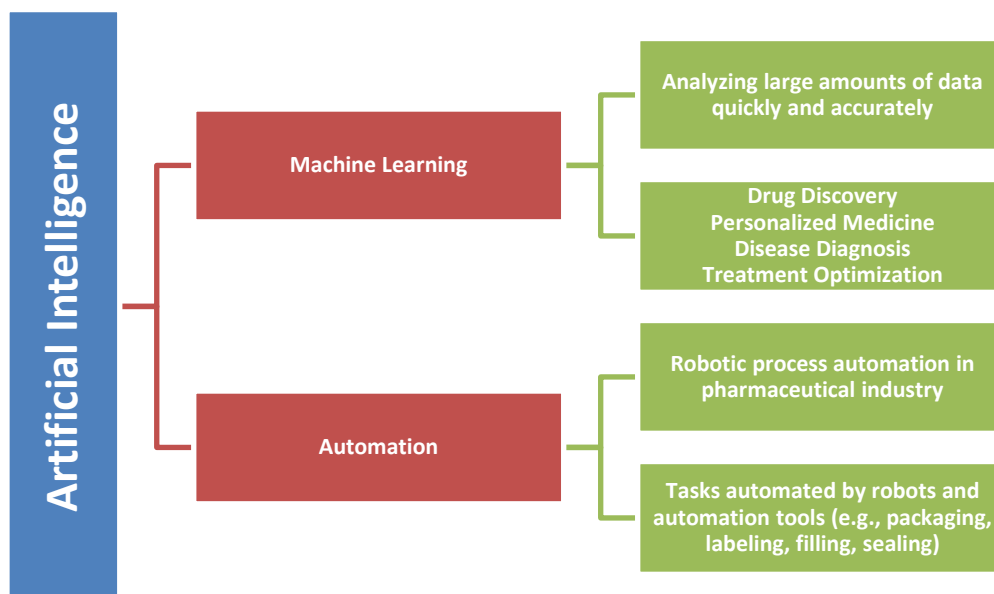 Artificial Intelligence
Machine Learning
Analyzing large amounts of data
quickly and accurately
Drug Discovery
Personalized Medicine
Disease Diagnosis
Treatment Optimization
Automation
Robotic process automation in
pharmaceutical industry
Tasks automated by robots and
automation tools (e.g., packaging,
labeling, filling, sealing)